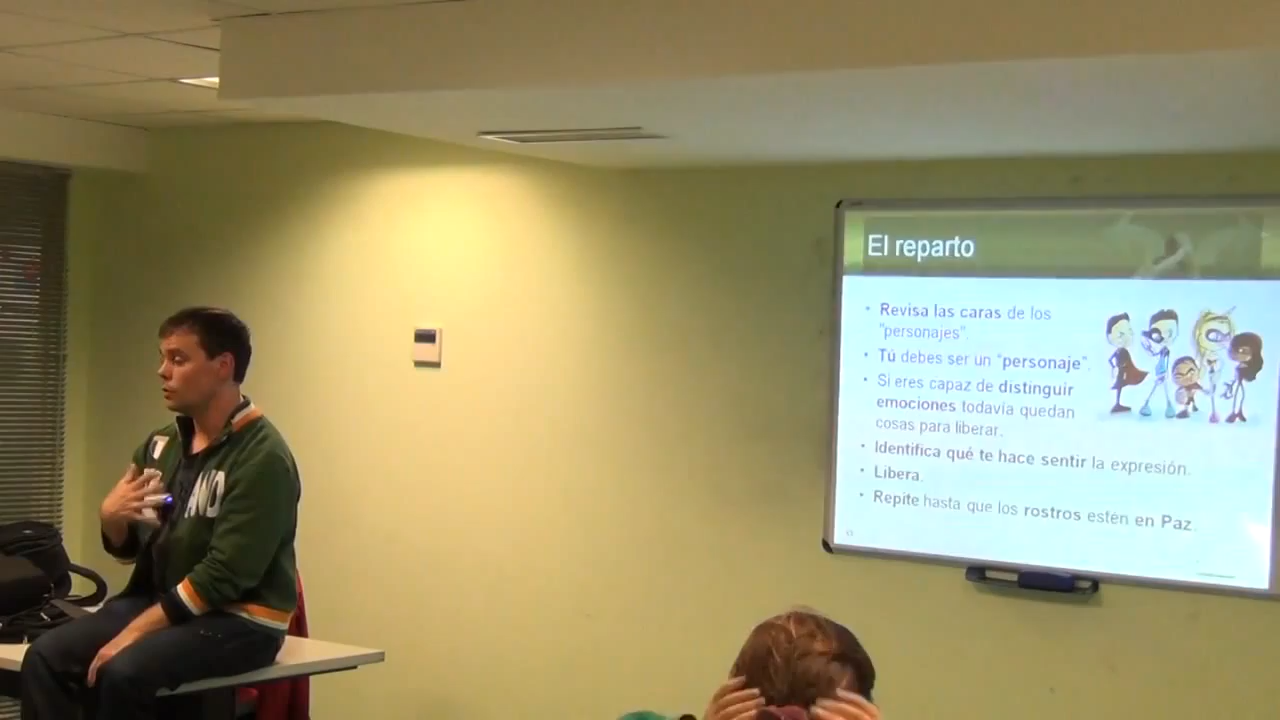 El reparto
• Revisa las caras de los
"personajes".
• Tú debes ser un "personaje".
• Si eres capaz de distinguir
emociones todavía quedan
cosas para liberar.
• Identifica qué te hace sentir la expresión.
• Libera.
• Repite hasta que los rostros estén en Paz.